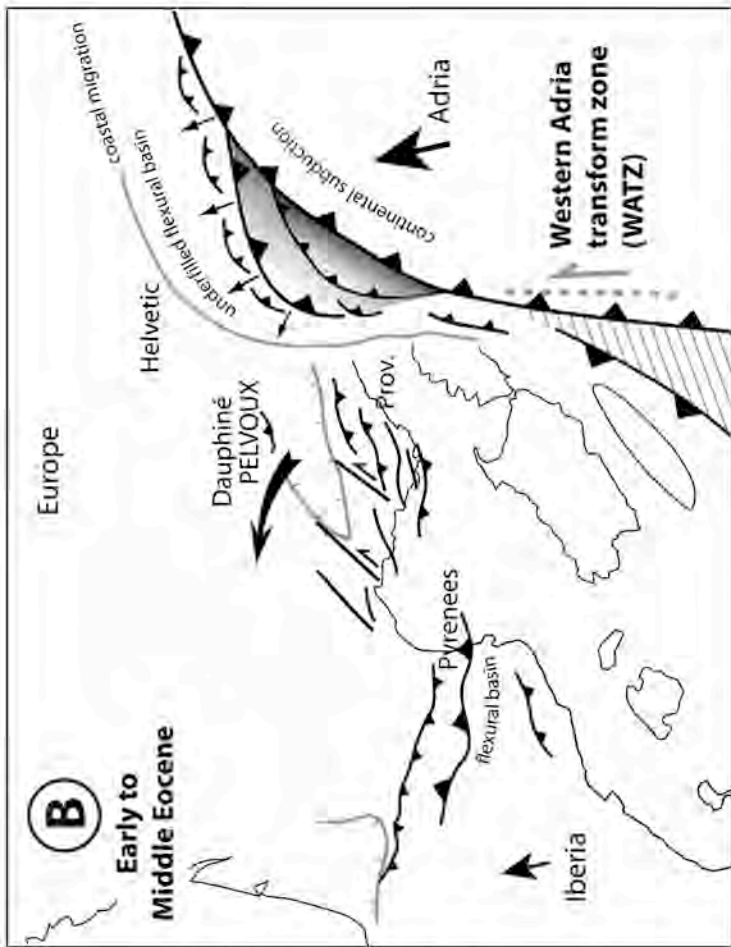 B
Early to
Middle Eocene
Europe
Dauphiné
PELVOUX
Helvetic
coastal migration
underfilled flexural basin
continental subduction
Adria
Prov.
Pyrenees
flexural basin
Iberia
Western Adria
transform zone
(WATZ)